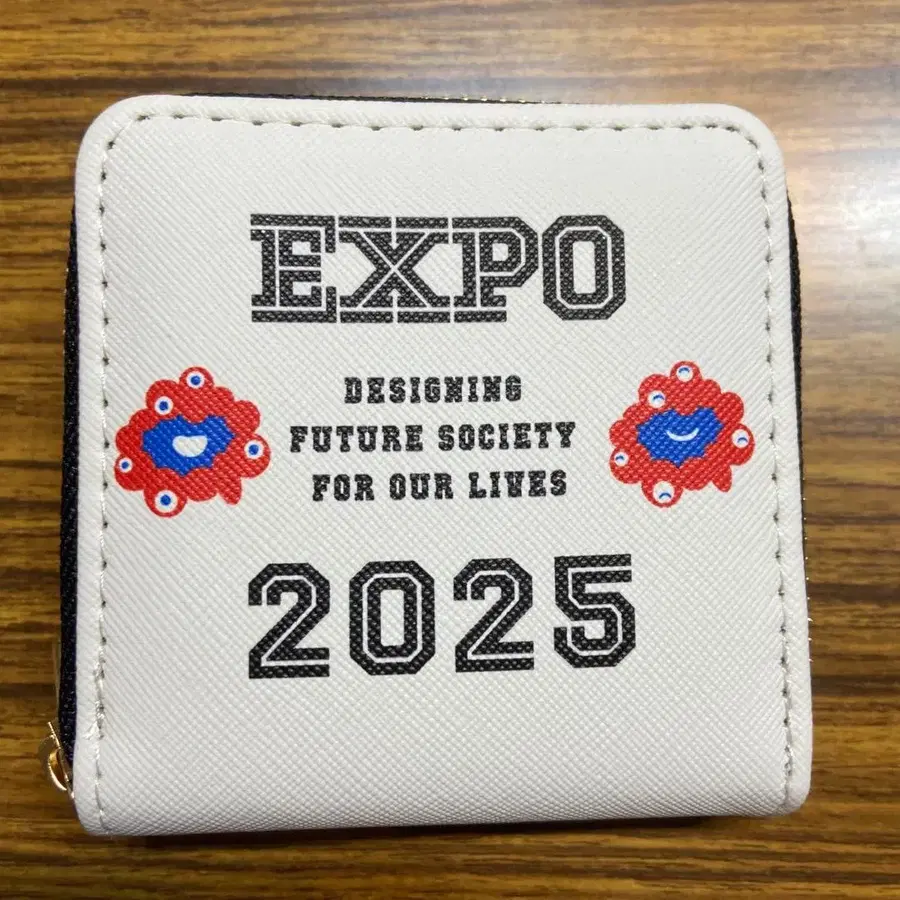 EXPO
DESIGNING
FUTURE SOCIETY
FOR OUR LIVES
2025